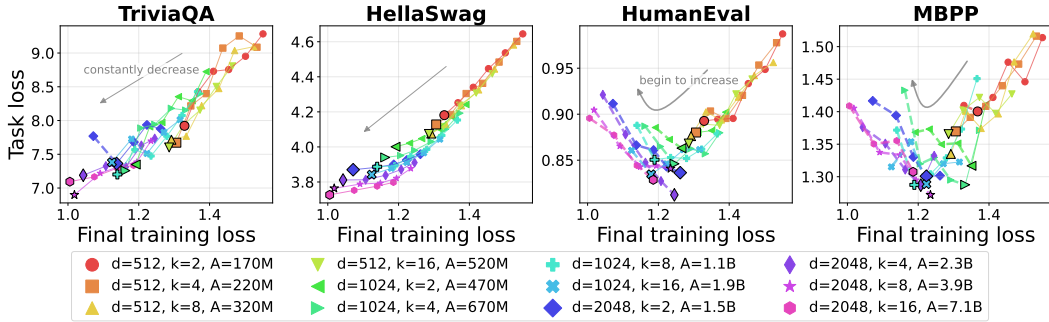 TriviaQA
HellaSwag
HumanEval
MBPP
Task loss
9.0
8.5
8.0
7.5
7.0
constantly decrease
1.0
1.2
1.4
Final training loss
4.6
4.4
4.2
4.0
3.8
1.0
1.2
1.4
Final training loss
0.95
0.90
0.85
begin to increase
1.0
1.2
1.4
Final training loss
1.50
1.45
1.40
1.35
1.30
1.0
1.2
1.4
Final training loss
d=512, k=2, A=170M
d=512, k=4, A=220M
d=512, k=8, A=320M
d=512, k=16, A=520M
d=1024, k=2, A=470M
d=1024, k=4, A=670M
d=1024, k=8, A=1.1B
d=1024, k=16, A=1.9B
d=2048, k=2, A=1.5B
d=2048, k=4, A=2.3B
d=2048, k=8, A=3.9B
d=2048, k=16, A=7.1B